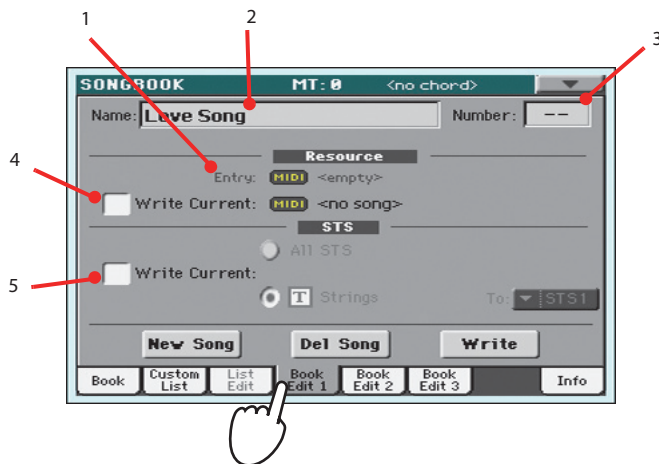 1
2
3
SONGBOOK MT: 0 <no chord>
Name: Love Song Number: --
Resource
Entry: MIDI <empty>
4
Write Current: MIDI <no song>
STS
All STS
5
Write Current:
T Strings To: STS1
New Song Del Song Write
Book Custom List List Edit Book Edit 1 Book Edit 2 Book Edit 3 Info